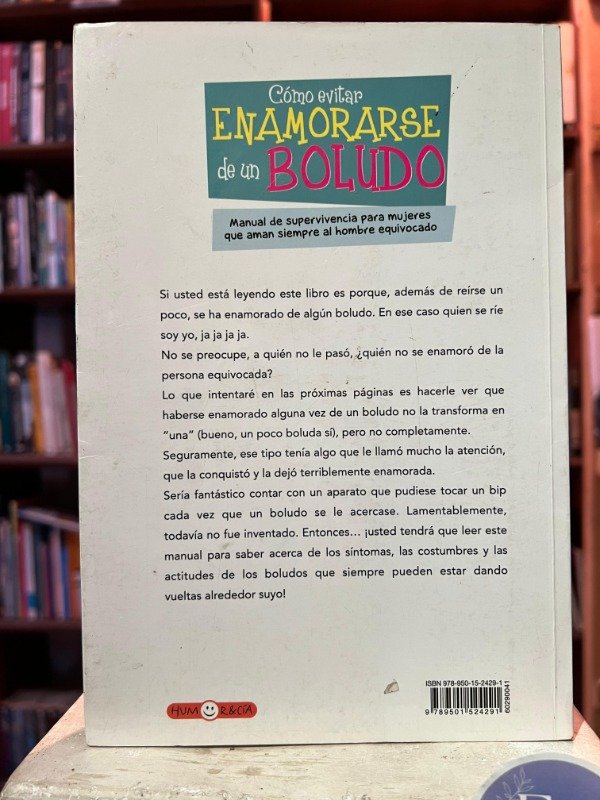 Cómo evitar
ENAMORARSE
de un BOLUDO
Manual de supervivencia para mujeres
que aman siempre al hombre equivocado
Si usted está leyendo este libro es porque, además de reírse un
poco, se ha enamorado de algún boludo. En ese caso quien se ríe
soy yo, ja ja ja ja.
No se preocupe, a quién no le pasó, ¿quién no se enamoró de la
persona equivocada?
Lo que intentaré en las próximas páginas es hacerle ver que
haberse enamorado alguna vez de un boludo no la transforma en
“una” (bueno, un poco boluda sí), pero no completamente.
Seguramente, ese tipo tenía algo que le llamó mucho la atención,
que la conquistó y la dejó terriblemente enamorada.
Sería fantástico contar con un aparato que pudiese tocar un bip
cada vez que un boludo se le acercase. Lamentablemente,
todavía no fue inventado. Entonces... ¡usted tendrá que leer este
manual para saber acerca de los síntomas, las costumbres y las
actitudes de los boludos que siempre pueden estar dando
vueltas alrededor suyo!
HUMOR&CÍA
ISBN 978-950-15-2429-1
9 789501 524291
60290041